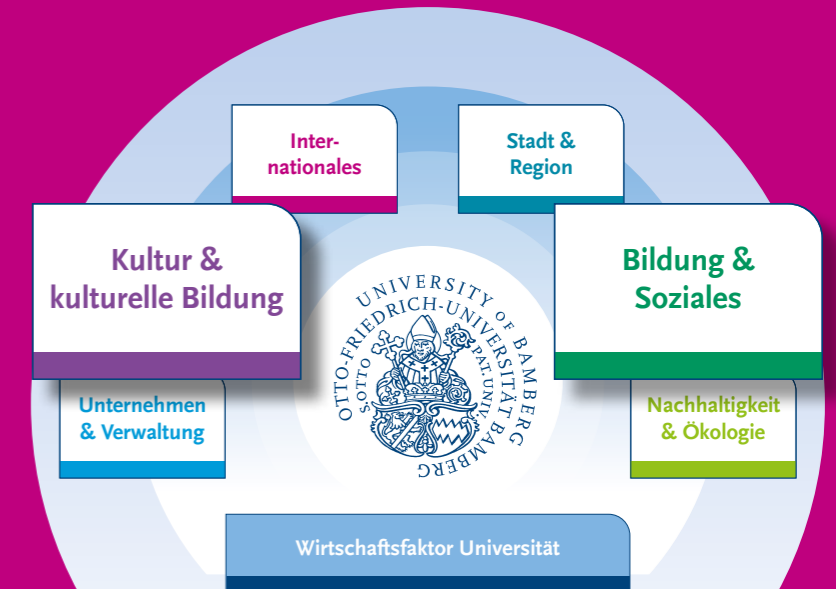 Inter-
nationales
Stadt &
Region
Kultur &
kulturelle Bildung
Bildung &
Soziales
UNIVERSITY OF BAMBERG
OTTO-FRIEDRICH-UNIVERSITÄT BAMBERG
S. OTTO
PAT. UNIV.
Unternehmen
& Verwaltung
Nachhaltigkeit
& Ökologie
Wirtschaftsfaktor Universität